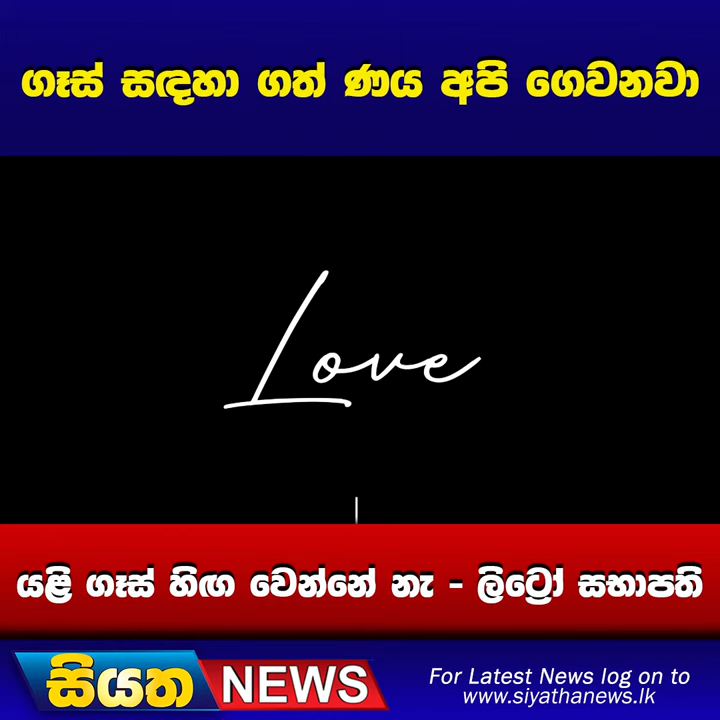 ගෑස් සඳහා ගත් ණය අපි ගෙවනවා
Love
යළි ගෑස් හිඟ වෙන්නේ නැ - ලිට්‍රෝ සභාපති
සියත NEWS
For Latest News log on to
www.siyathanews.lk